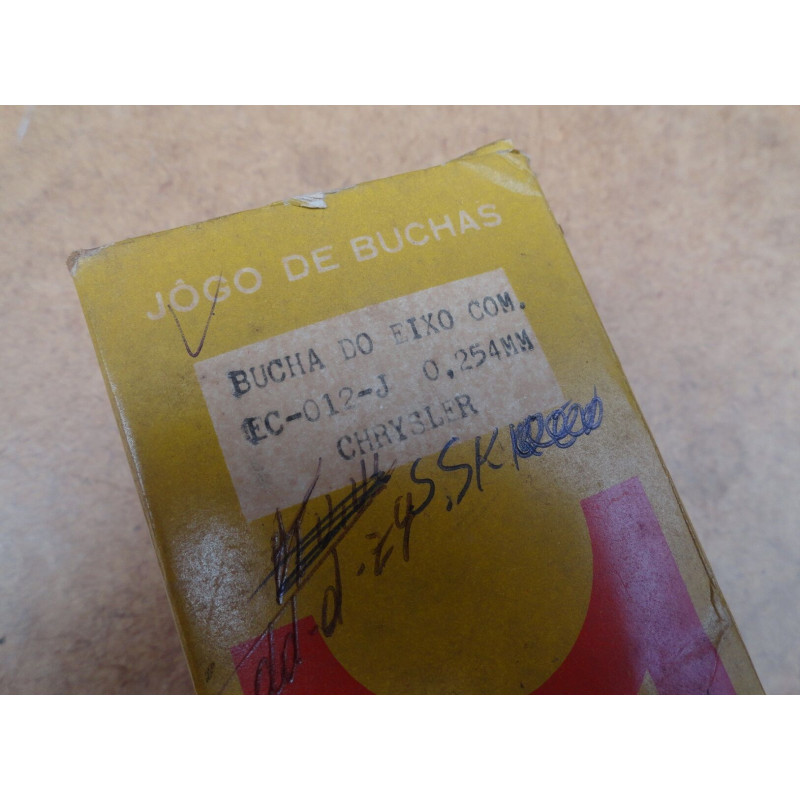 JÔGO DE BUCHAS
BUCHA DO EIXO COM.
EC-012-J 0,254MM
CHRYSLER